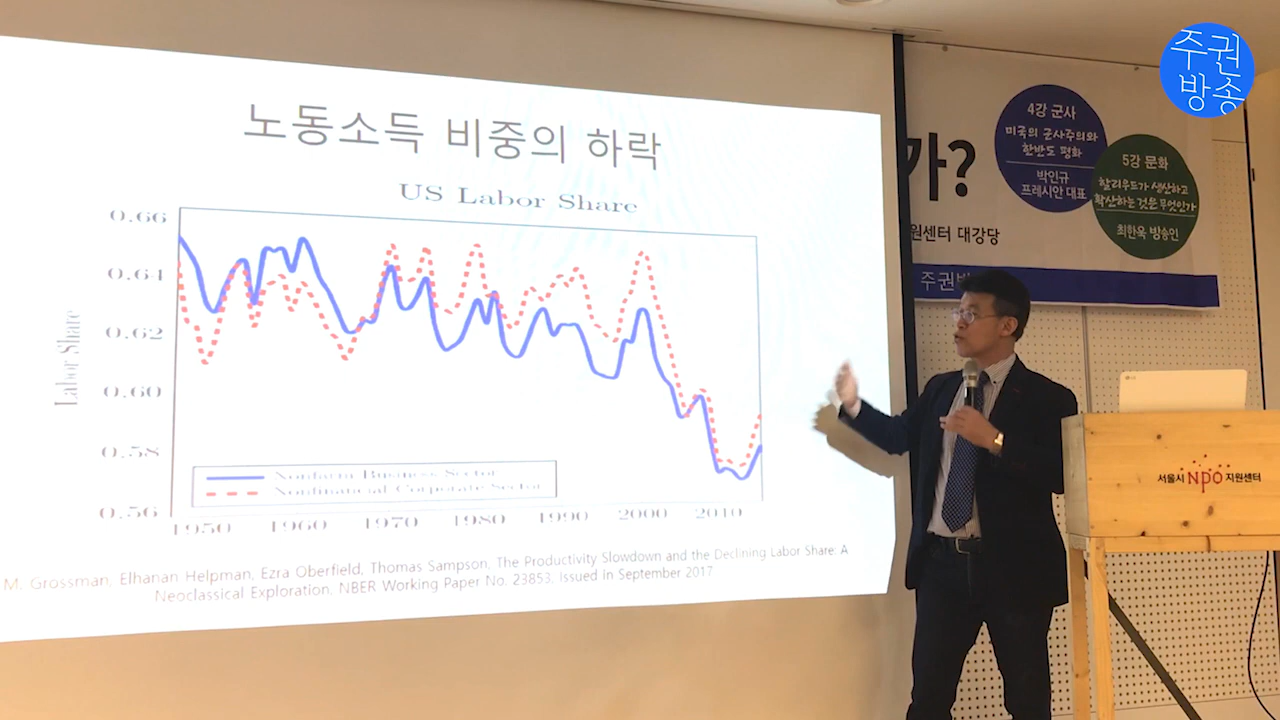 노동소득 비중의 하락
US Labor Share
0.66
0.64
0.62
0.60
0.58
0.56
Labor Share
Nonfarm Business Sector
Nonfinancial Corporate Sector
1950 1960 1970 1980 1990 2000 2010
M. Grossman, Elhanan Helpman, Ezra Oberfield, Thomas Sampson, The Productivity Slowdown and the Declining Labor Share: A
Neoclassical Exploration, NBER Working Paper No. 23853, Issued in September 2017
주권
방송
가?
4강 군사
미국의 군사주의와
한반도 평화
박인규
프레시안 대표
5강 문화
할리우드가 생산하고
확산하는 것은 무엇인가
최한욱 방송인
원센터 대강당
주권
LG
서울시 npo 지원센터